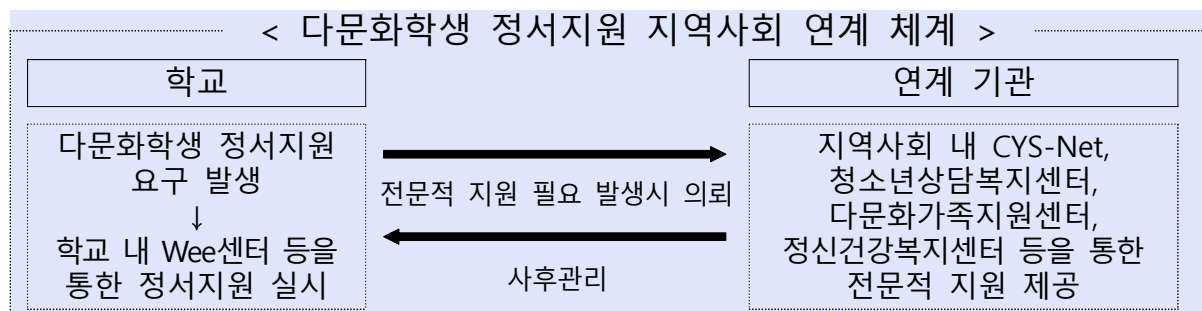 < 다문화학생 정서지원 지역사회 연계 체계 >
학교
다문화학생 정서지원
요구 발생
↓
학교 내 Wee센터 등을
통한 정서지원 실시
전문적 지원 필요 발생시 의뢰
사후관리
연계 기관
지역사회 내 CYS-Net,
청소년상담복지센터,
다문화가족지원센터,
정신건강복지센터 등을 통한
전문적 지원 제공